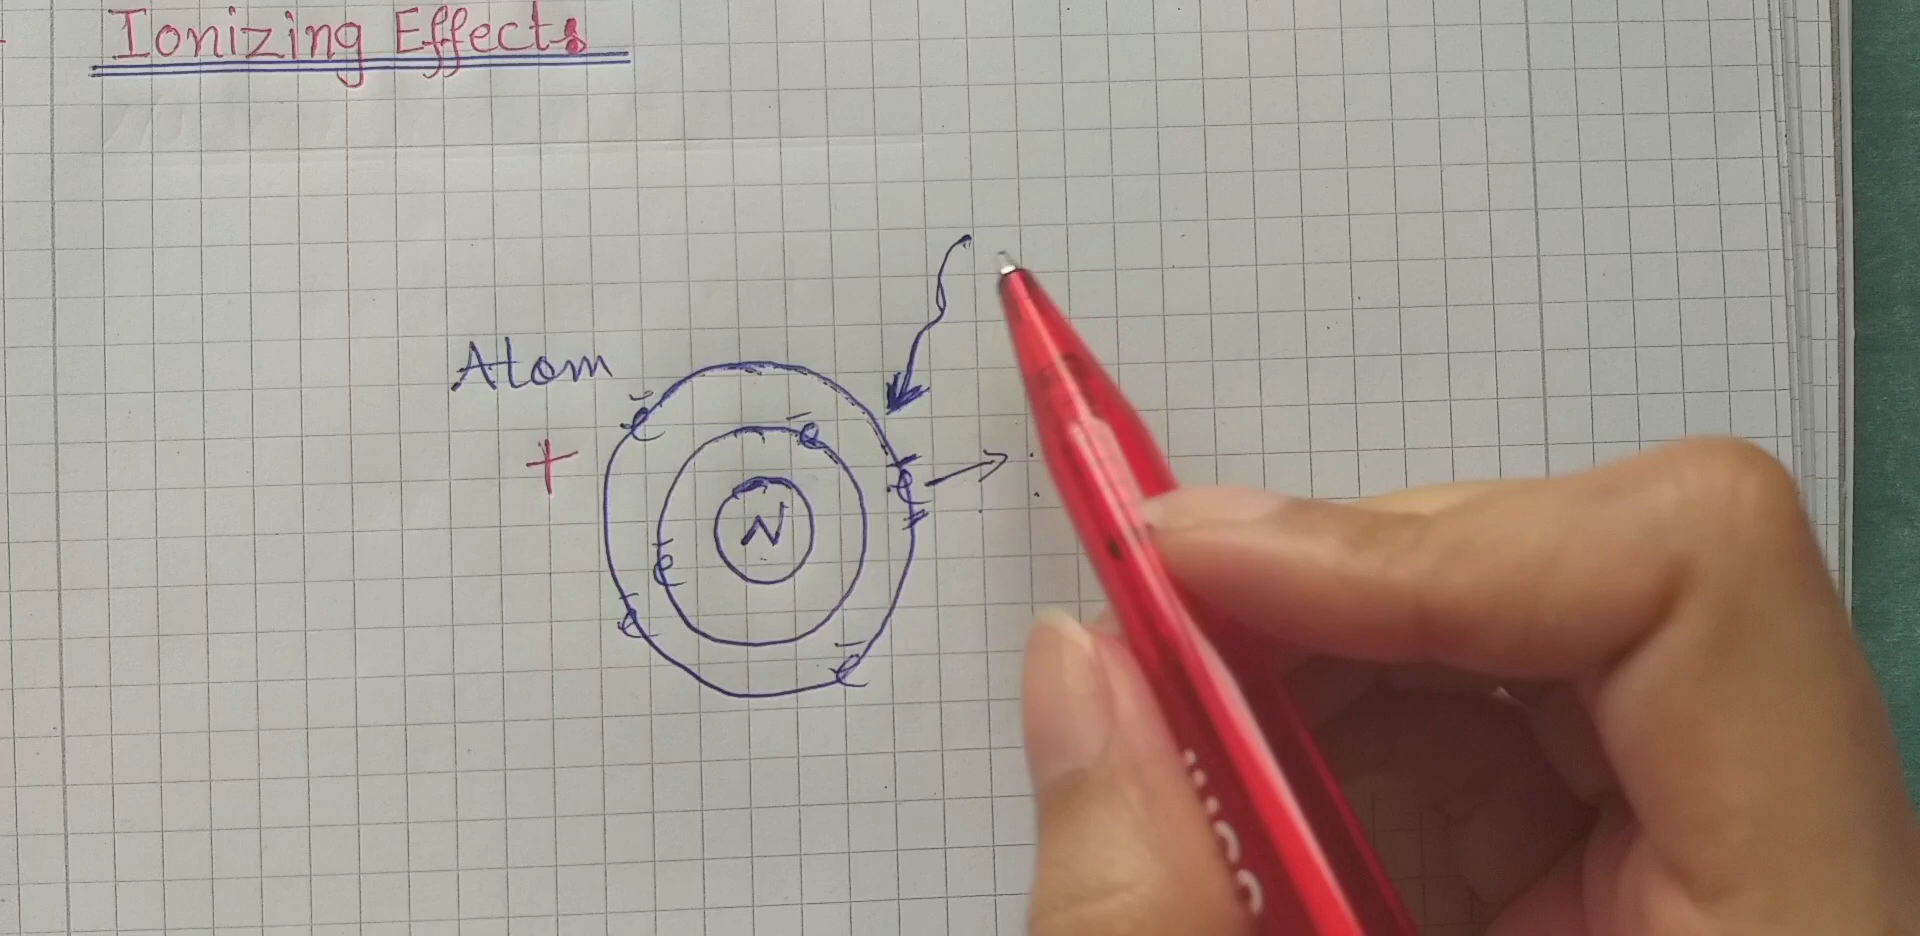 Ionizing Effects
Atom
+
e⁻
e⁻
e⁻
N
e⁻
e⁻
e⁻